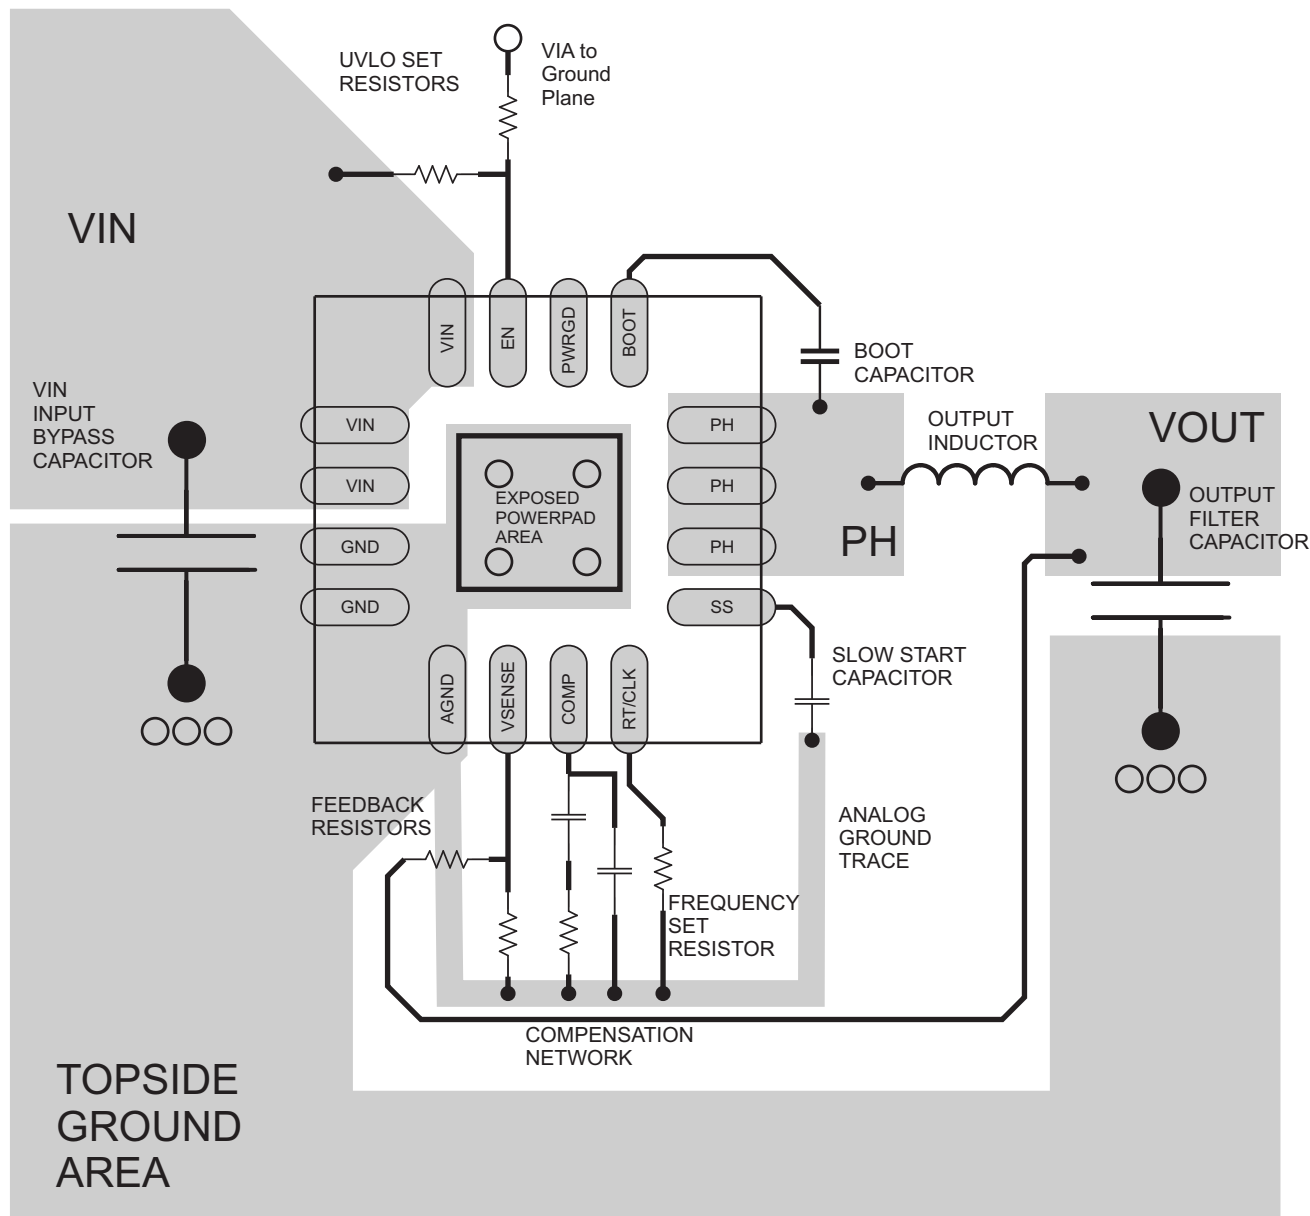 UVLO SET
RESISTORS
VIA to
Ground
Plane
VIN
VIN
EN
PWRGD
BOOT
BOOT
CAPACITOR
VIN
INPUT
BYPASS
CAPACITOR
VIN
VIN
GND
GND
EXPOSED
POWERPAD
AREA
PH
PH
PH
SS
PH
OUTPUT
INDUCTOR
VOUT
OUTPUT
FILTER
CAPACITOR
AGND
VSENSE
COMP
RT/CLK
SLOW START
CAPACITOR
FEEDBACK
RESISTORS
ANALOG
GROUND
TRACE
FREQUENCY
SET
RESISTOR
COMPENSATION
NETWORK
TOPSIDE
GROUND
AREA